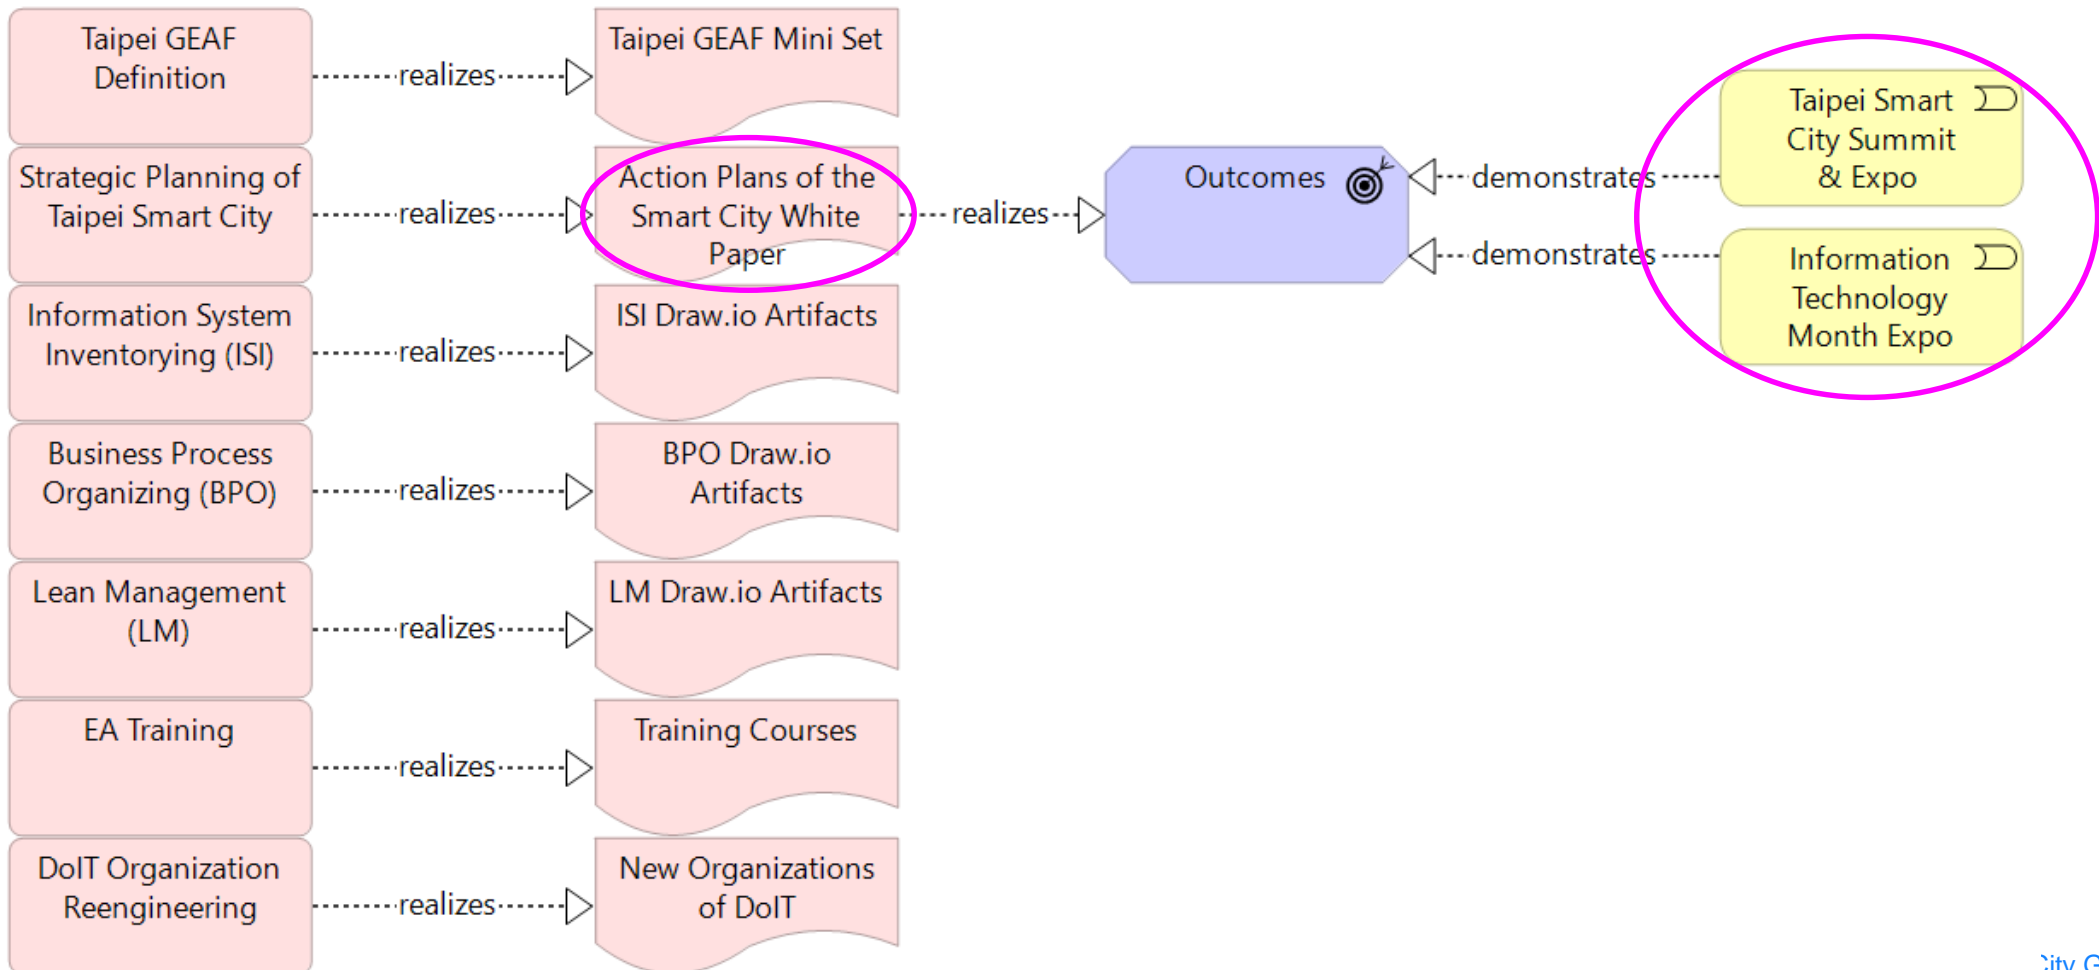 Taipei GEAF
Definition
realizes
Taipei GEAF Mini Set
Strategic Planning of
Taipei Smart City
realizes
Action Plans of the
Smart City White
Paper
realizes
Outcomes
demonstrates
Taipei Smart
City Summit
& Expo
demonstrates
Information
Technology
Month Expo
Information System
Inventorying (ISI)
realizes
ISI Draw.io Artifacts
Business Process
Organizing (BPO)
realizes
BPO Draw.io
Artifacts
Lean Management
(LM)
realizes
LM Draw.io Artifacts
EA Training
realizes
Training Courses
DoIT Organization
Reengineering
realizes
New Organizations
of DoIT